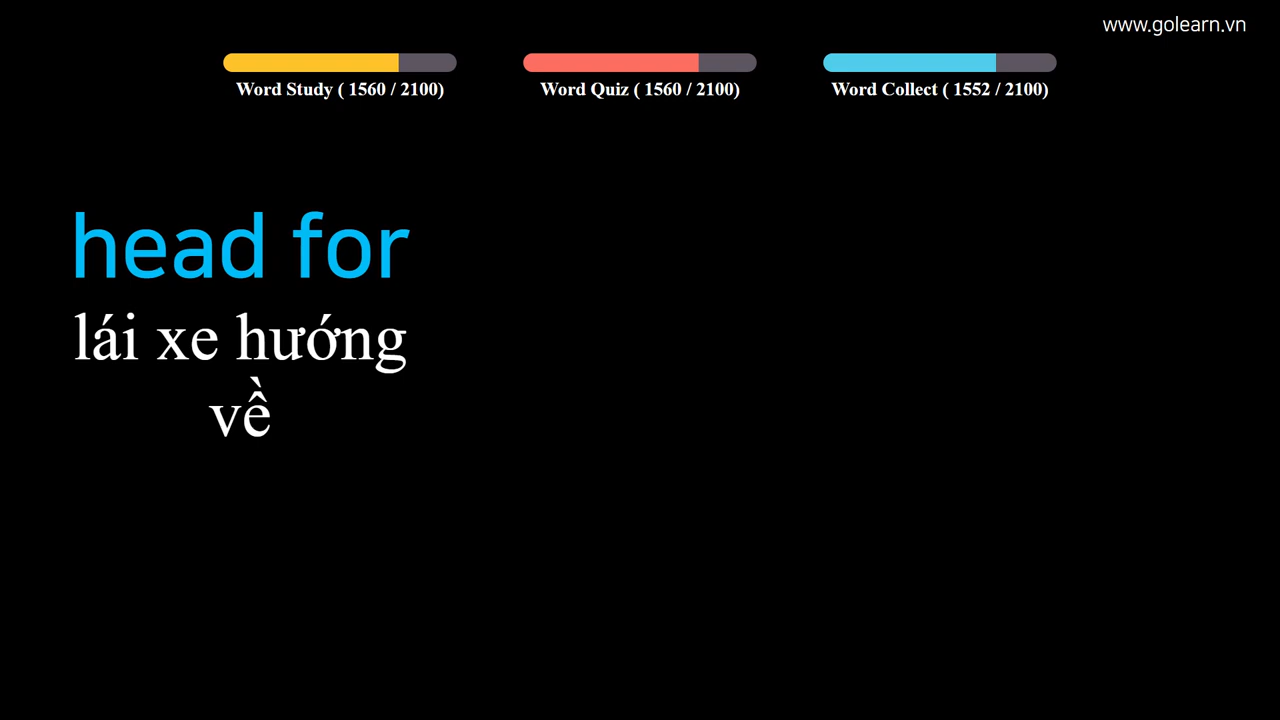 www.golearn.vn
Word Study ( 1560 / 2100)
Word Quiz ( 1560 / 2100)
Word Collect ( 1552 / 2100)
head for
lái xe hướng
về